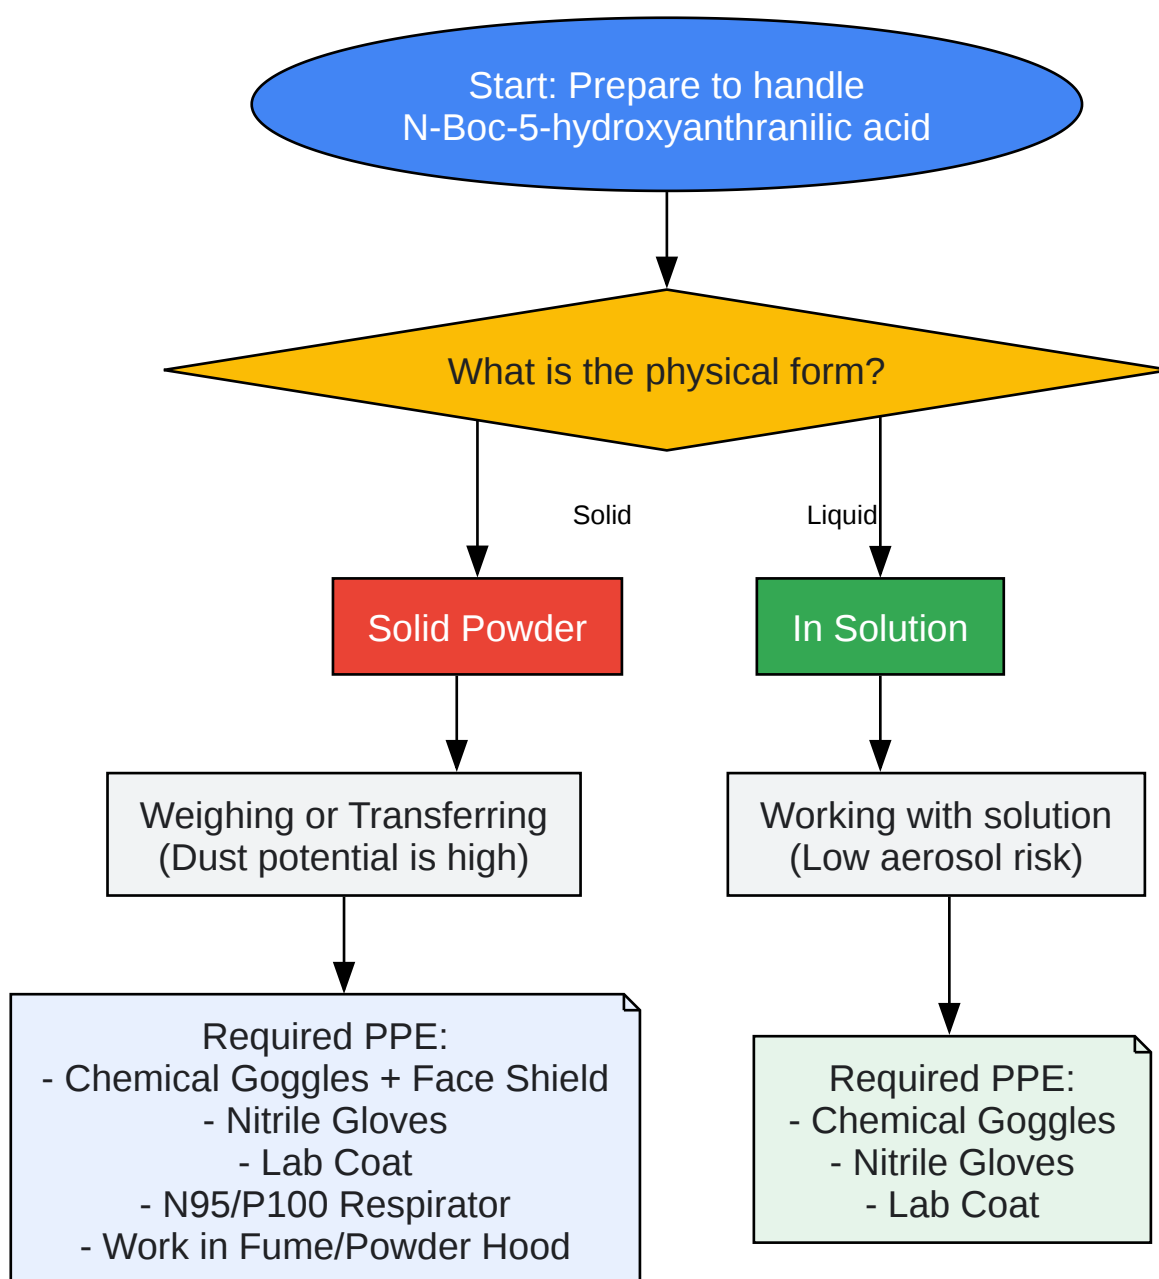 Start: Prepare to handle
N-Boc-5-hydroxyanthranilic acid
What is the physical form?
Solid
Liquid
Solid Powder
In Solution
Weighing or Transferring
(Dust potential is high)
Working with solution
(Low aerosol risk)
Required PPE:
- Chemical Goggles + Face Shield
- Nitrile Gloves
- Lab Coat
- N95/P100 Respirator
- Work in Fume/Powder Hood
Required PPE:
- Chemical Goggles
- Nitrile Gloves
- Lab Coat